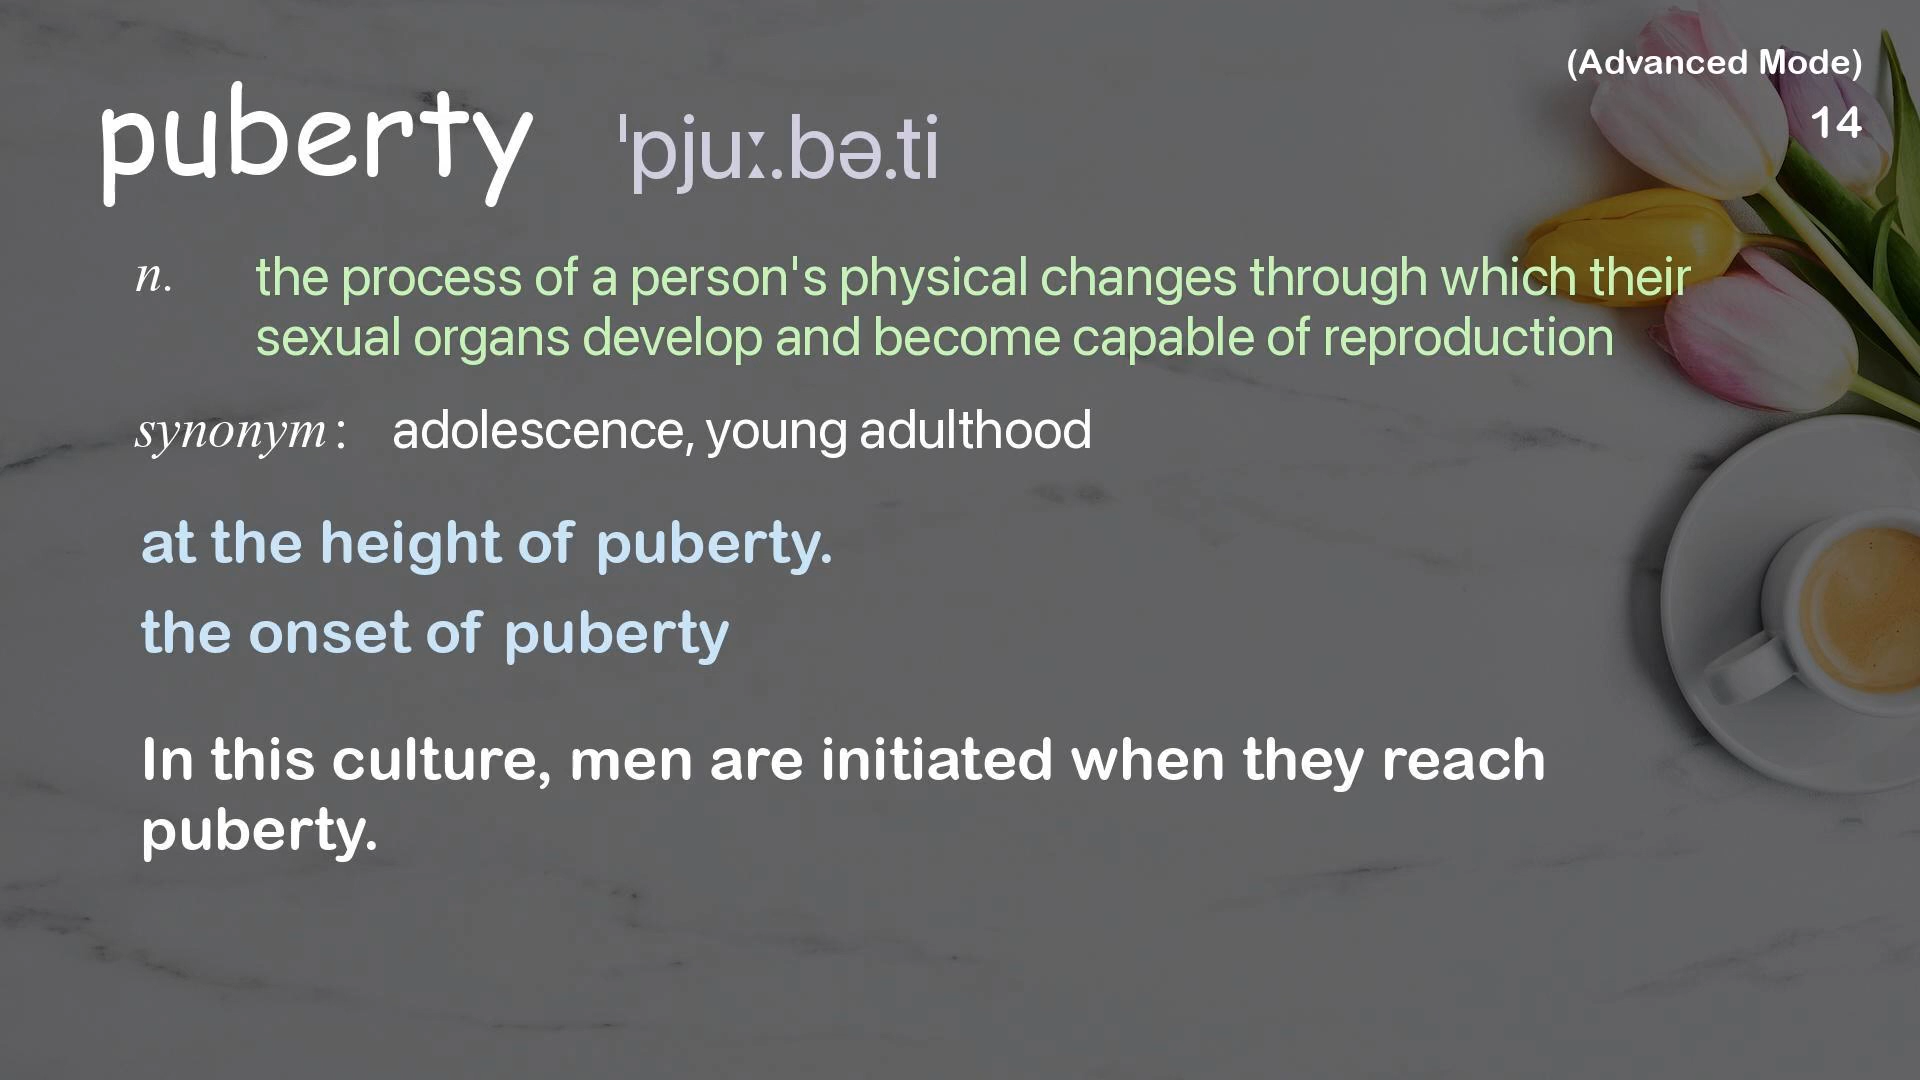 (Advanced Mode)
14
puberty ˈpjuː.bə.ti
n. the process of a person's physical changes through which their
sexual organs develop and become capable of reproduction
synonym : adolescence, young adulthood
at the height of puberty.
the onset of puberty
In this culture, men are initiated when they reach
puberty.